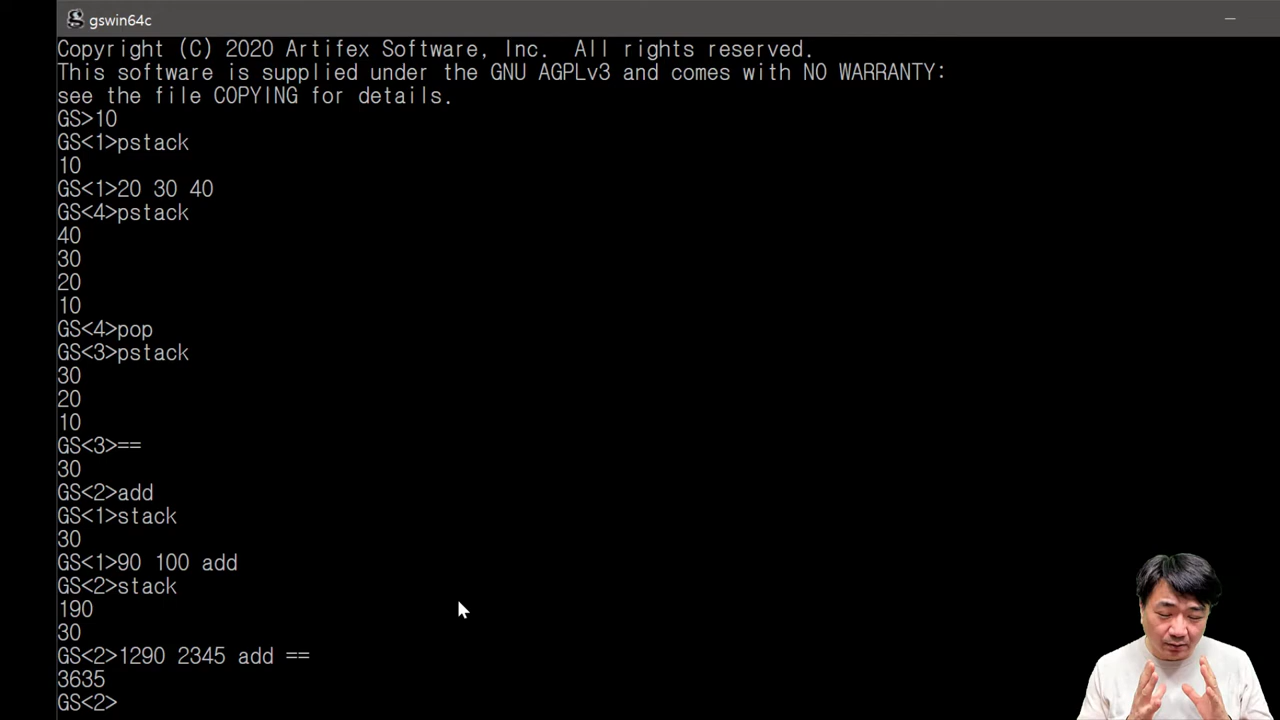 gswin64c
Copyright (C) 2020 Artifex Software, Inc.  All rights reserved.
This software is supplied under the GNU AGPLv3 and comes with NO WARRANTY:
see the file COPYING for details.
GS>10
GS<1>pstack
10
GS<1>20 30 40
GS<4>pstack
40
30
20
10
GS<4>pop
GS<3>pstack
30
20
10
GS<3>==
30
GS<2>add
GS<1>stack
30
GS<1>90 100 add
GS<2>stack
190
30
GS<2>1290 2345 add ==
3635
GS<2>